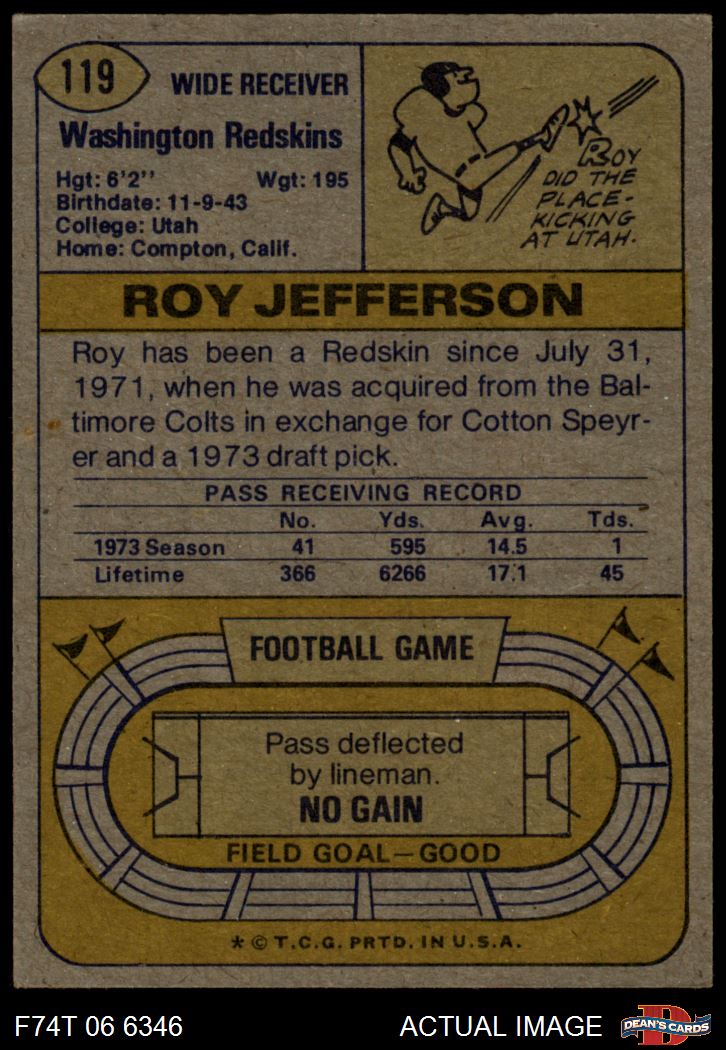 119
WIDE RECEIVER
Washington Redskins
Hgt: 6'2'' Wgt: 195
Birthdate: 11-9-43
College: Utah
Home: Compton, Calif.
ROY
DID THE
PLACE-
KICKING
AT UTAH.
ROY JEFFERSON
Roy has been a Redskin since July 31,
1971, when he was acquired from the Bal-
timore Colts in exchange for Cotton Speyr-
er and a 1973 draft pick.
PASS RECEIVING RECORD
No. Yds. Avg. Tds.
1973 Season 41 595 14.5 1
Lifetime 366 6266 17.1 45
FOOTBALL GAME
Pass deflected
by lineman.
NO GAIN
FIELD GOAL—GOOD
* © T.C.G. PRTD. IN U.S.A.
F74T 06 6346 ACTUAL IMAGE
D
DEAN'S CARDS